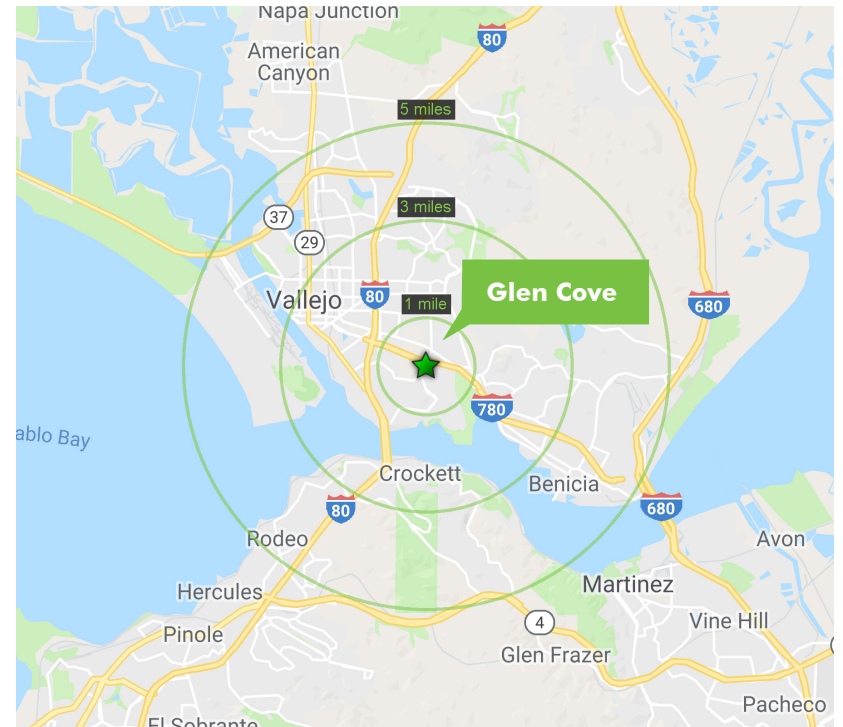 Napa Junction
80
American
Canyon
5 miles
3 miles
37
29
Glen Cove
Vallejo
80
1 mile
680
780
ablo Bay
Crockett
Benicia
80
680
Rodeo
Avon
Martinez
Hercules
Vine Hill
4
Pinole
Glen Frazer
Pacheco
El Sobrante